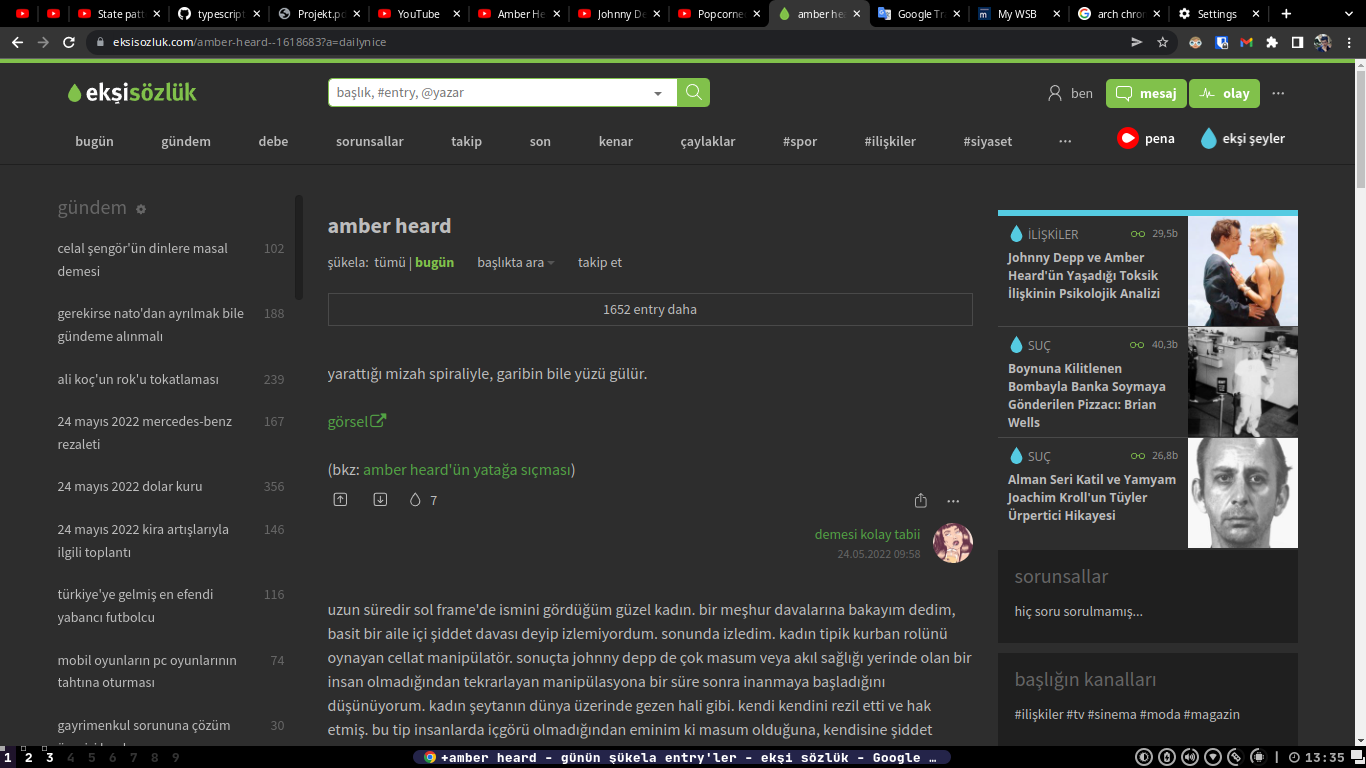 State pat
typescript
Projekt.pd
YouTube
Amber He
Johnny De
Popcorne
amber hea
Google Tra
My WSB
arch chro
Settings
eksisozluk.com/amber-heard--1618683?a=dailynice
ekşisözlük
başlık, #entry, @yazar
ben
mesaj
olay
bugün
gündem
debe
sorunsallar
takip
son
kenar
çaylaklar
#spor
#ilişkiler
#siyaset
...
pena
ekşi şeyler
gündem
celal şengör'ün dinlere masal
demesi
102
gerekirse nato'dan ayrılmak bile
gündeme alınmalı
188
ali koç'un rok'u tokatlaması
239
24 mayıs 2022 mercedes-benz
rezaleti
167
24 mayıs 2022 dolar kuru
356
24 mayıs 2022 kira artışlarıyla
ilgili toplantı
146
türkiye'ye gelmiş en efendi
yabancı futbolcu
116
mobil oyunların pc oyunlarının
tahtına oturması
74
gayrimenkul sorununa çözüm
30
amber heard
şükela: tümü | bugün
başlıkta ara
takip et
1652 entry daha
yarattığı mizah spiraliyle, garibin bile yüzü gülür.
görsel
(bkz: amber heard'ün yatağa sıçması)
7
demesi kolay tabii
24.05.2022 09:58
uzun süredir sol frame'de ismini gördüğüm güzel kadın. bir meşhur davalarına bakayım dedim,
basit bir aile içi şiddet davası deyip izlemiyordum. sonunda izledim. kadın tipik kurban rolünü
oynayan cellat manipülatör. sonuçta johnny depp de çok masum veya akıl sağlığı yerinde olan bir
insan olmadığından tekrarlayan manipülasyona bir süre sonra inanmaya başladığını
düşünüyorum. kadın şeytanın dünya üzerinde gezen hali gibi. kendi kendini rezil etti ve hak
etmiş. bu tip insanlarda içgörü olmadığından eminim ki masum olduğuna, kendisine şiddet
İLİŞKİLER
29,5b
Johnny Depp ve Amber
Heard'ün Yaşadığı Toksik
İlişkinin Psikolojik Analizi
SUÇ
40,3b
Boynuna Kilitlenen
Bombayla Banka Soymaya
Gönderilen Pizzacı: Brian
Wells
SUÇ
26,8b
Alman Seri Katil ve Yamyam
Joachim Kroll'un Tüyler
Ürpertici Hikayesi
sorunsallar
hiç soru sorulmamış...
başlığın kanalları
#ilişkiler #tv #sinema #moda #magazin
1 2 3 4 5 6 7 8 9
+amber heard - günün şükela entry'ler - ekşi sözlük - Google …
13:35